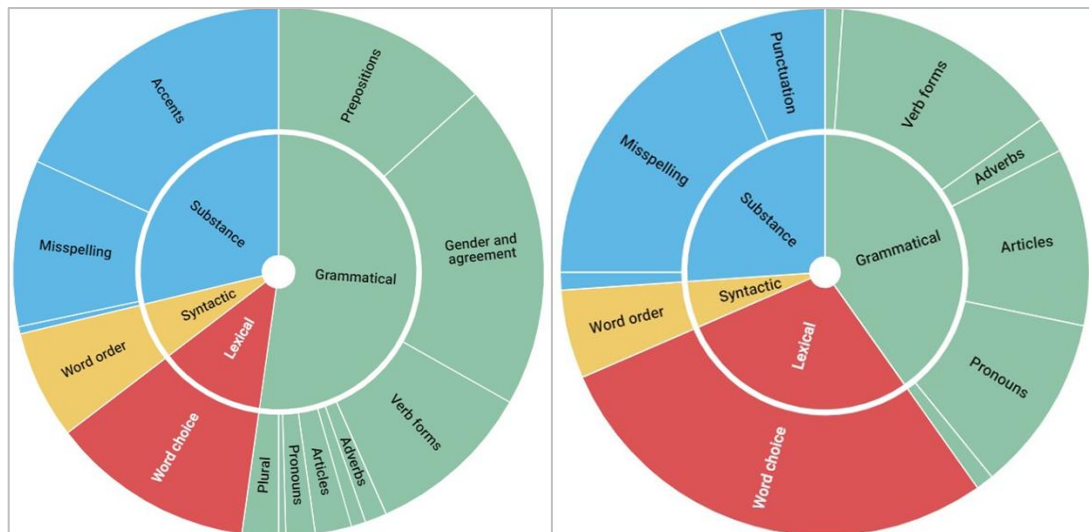 Accents
Prepositions
Misspelling
Substance
Grammatical
Gender and
agreement
Syntactic
Lexical
Word order
Word choice
Plural
Pronouns
Articles
Adverbs
Verb forms
Punctuation
Verb forms
Misspelling
Adverbs
Substance
Grammatical
Articles
Syntactic
Word order
Lexical
Pronouns
Word choice